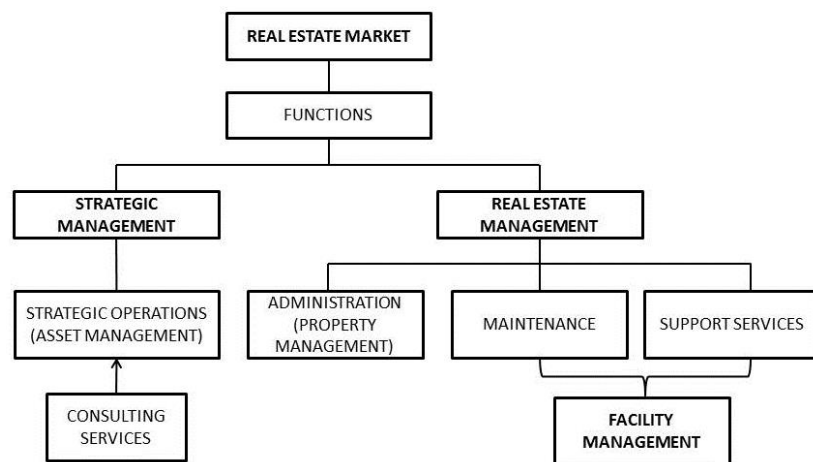 REAL ESTATE MARKET
FUNCTIONS
STRATEGIC
MANAGEMENT
REAL ESTATE
MANAGEMENT
STRATEGIC OPERATIONS
(ASSET MANAGEMENT)
ADMINISTRATION
(PROPERTY
MANAGEMENT)
MAINTENANCE
SUPPORT SERVICES
CONSULTING
SERVICES
FACILITY
MANAGEMENT